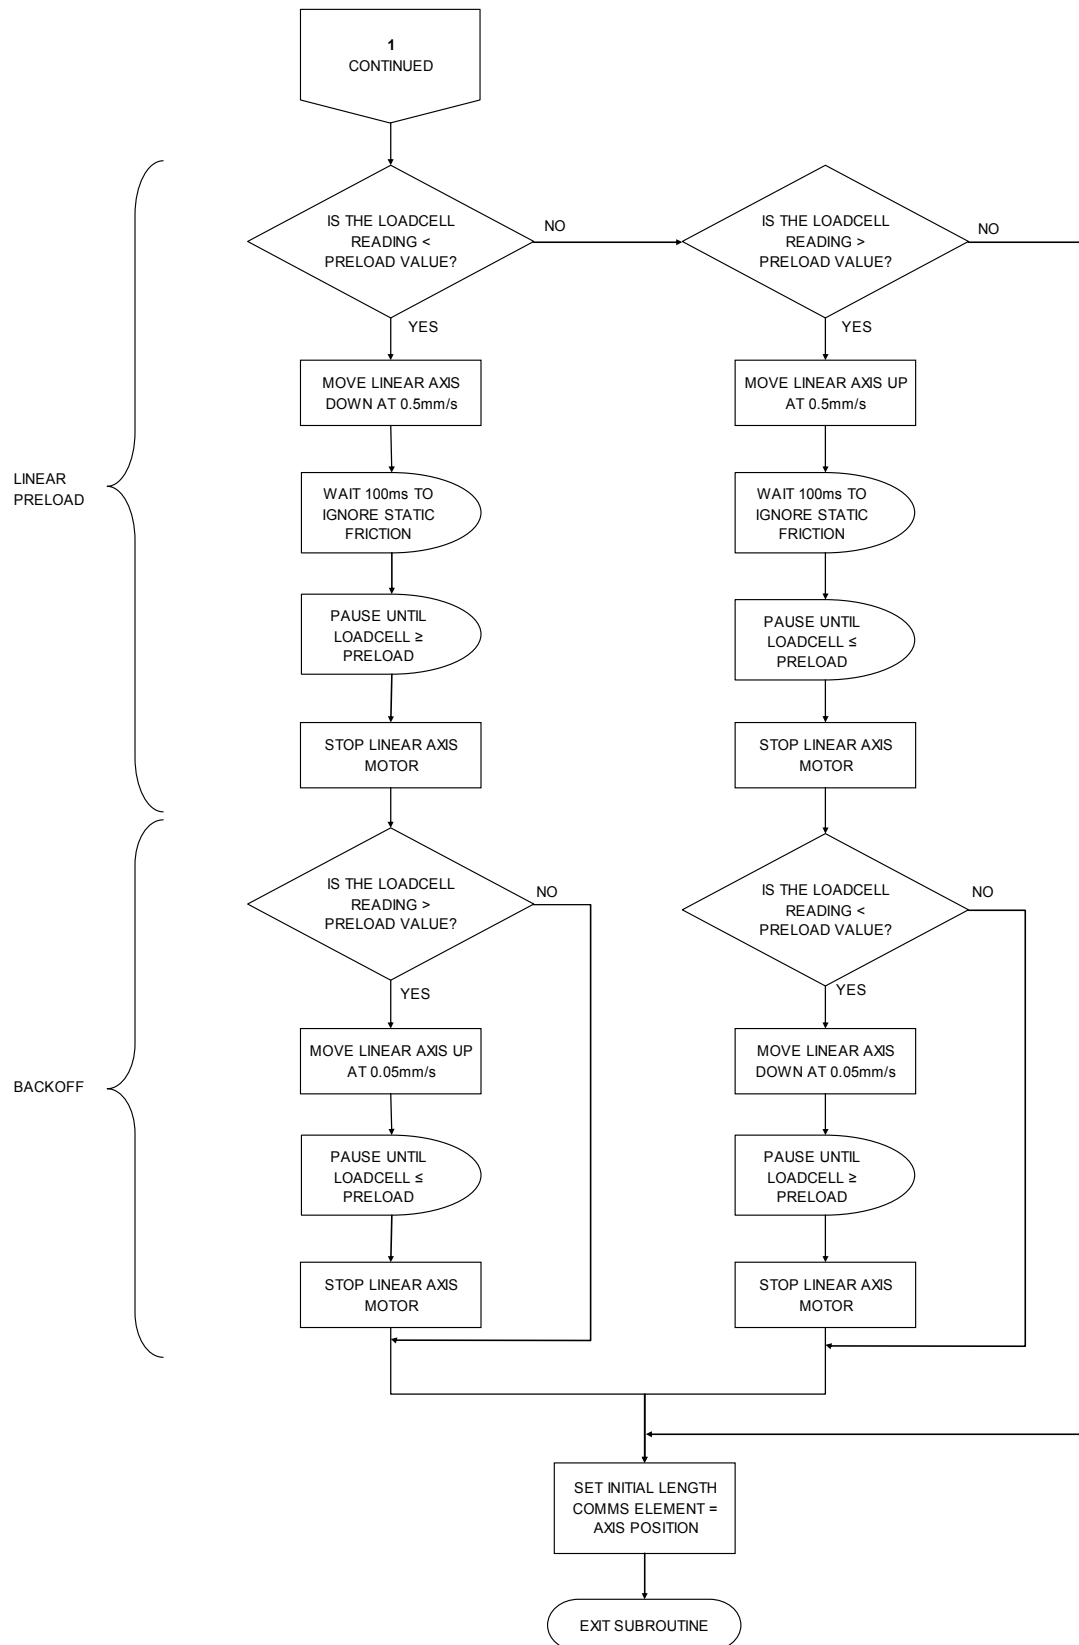 1
CONTINUED
IS THE LOADCELL
READING <
PRELOAD VALUE?
NO
IS THE LOADCELL
READING >
PRELOAD VALUE?
NO
YES
YES
MOVE LINEAR AXIS
DOWN AT 0.5mm/s
MOVE LINEAR AXIS UP
AT 0.5mm/s
LINEAR
PRELOAD
WAIT 100ms TO
IGNORE STATIC
FRICTION
WAIT 100ms TO
IGNORE STATIC
FRICTION
PAUSE UNTIL
LOADCELL ≥
PRELOAD
PAUSE UNTIL
LOADCELL ≤
PRELOAD
STOP LINEAR AXIS
MOTOR
STOP LINEAR AXIS
MOTOR
IS THE LOADCELL
READING >
PRELOAD VALUE?
NO
IS THE LOADCELL
READING <
PRELOAD VALUE?
NO
YES
YES
MOVE LINEAR AXIS UP
AT 0.05mm/s
MOVE LINEAR AXIS
DOWN AT 0.05mm/s
BACKOFF
PAUSE UNTIL
LOADCELL ≤
PRELOAD
PAUSE UNTIL
LOADCELL ≥
PRELOAD
STOP LINEAR AXIS
MOTOR
STOP LINEAR AXIS
MOTOR
SET INITIAL LENGTH
COMMS ELEMENT =
AXIS POSITION
EXIT SUBROUTINE